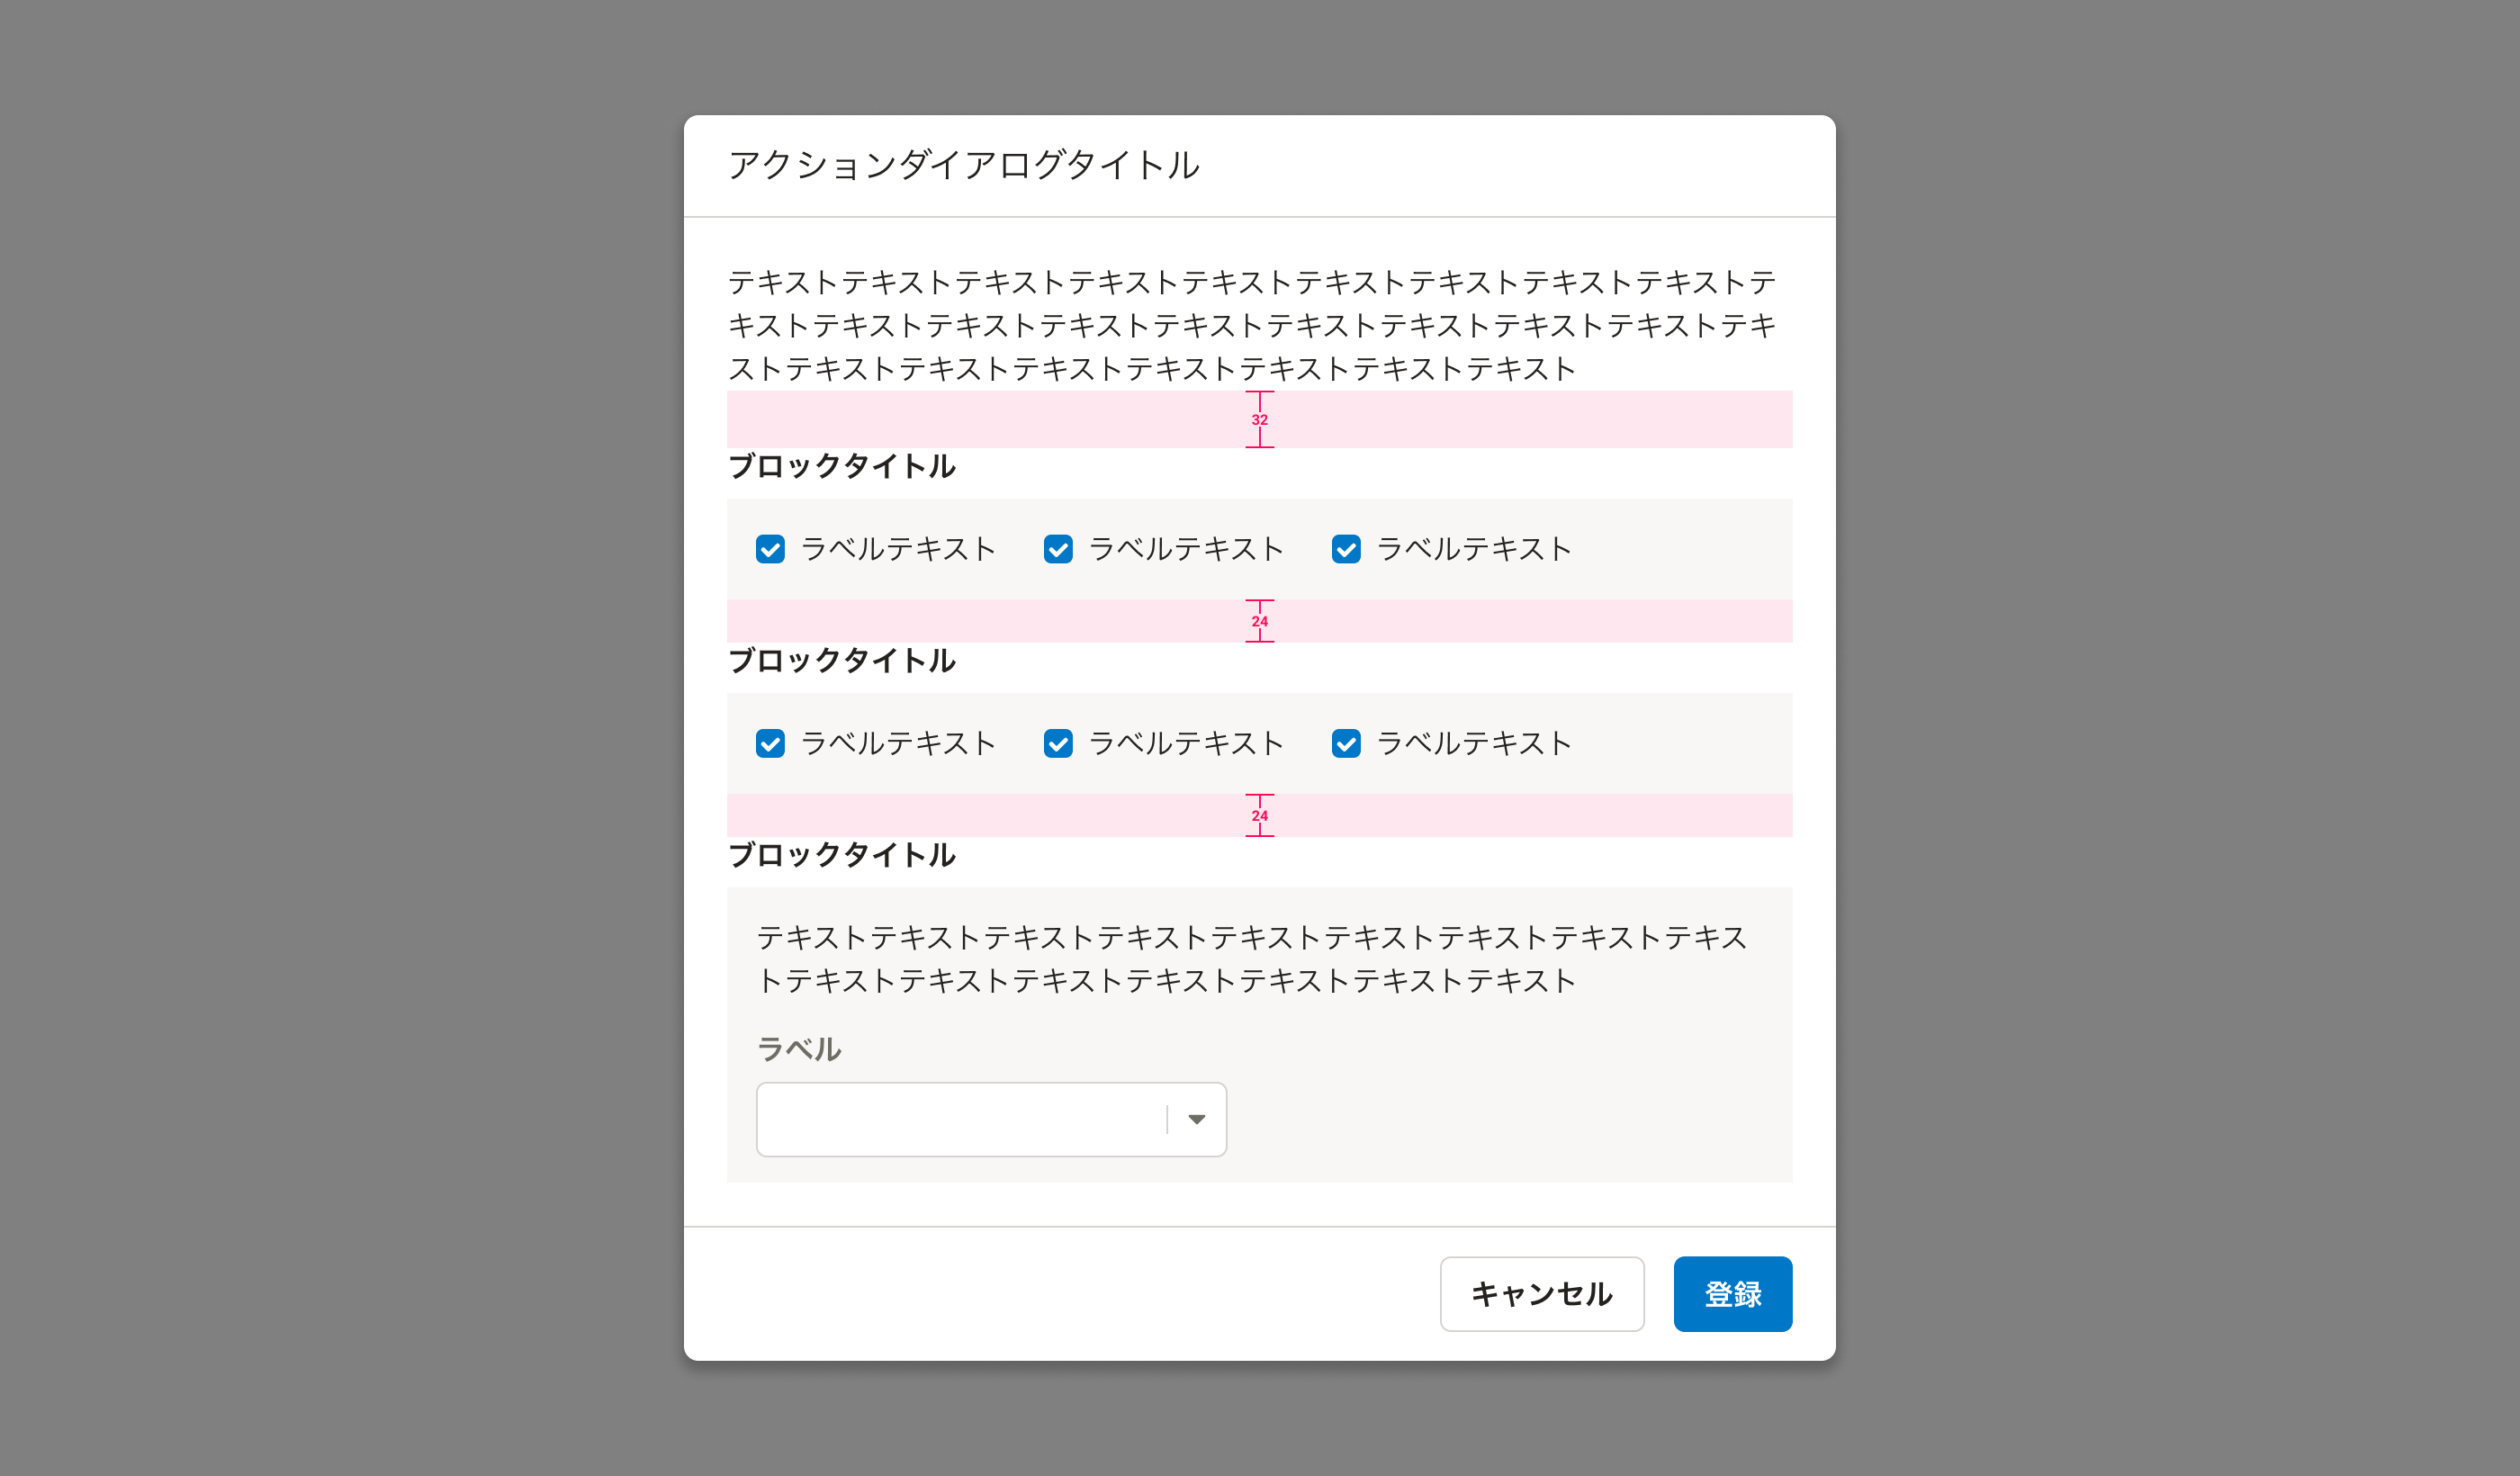 アクションダイアログタイトル
テキストテキストテキストテキストテキストテキストテキストテキストテキストテ
キストテキストテキストテキストテキストテキストテキストテキストテキストテキ
ストテキストテキストテキストテキストテキストテキストテキスト
32
ブロックタイトル
ラベルテキスト ラベルテキスト ラベルテキスト
24
ブロックタイトル
ラベルテキスト ラベルテキスト ラベルテキスト
24
ブロックタイトル
テキストテキストテキストテキストテキストテキストテキストテキストテキス
トテキストテキストテキストテキストテキストテキストテキスト
ラベル
キャンセル 登録